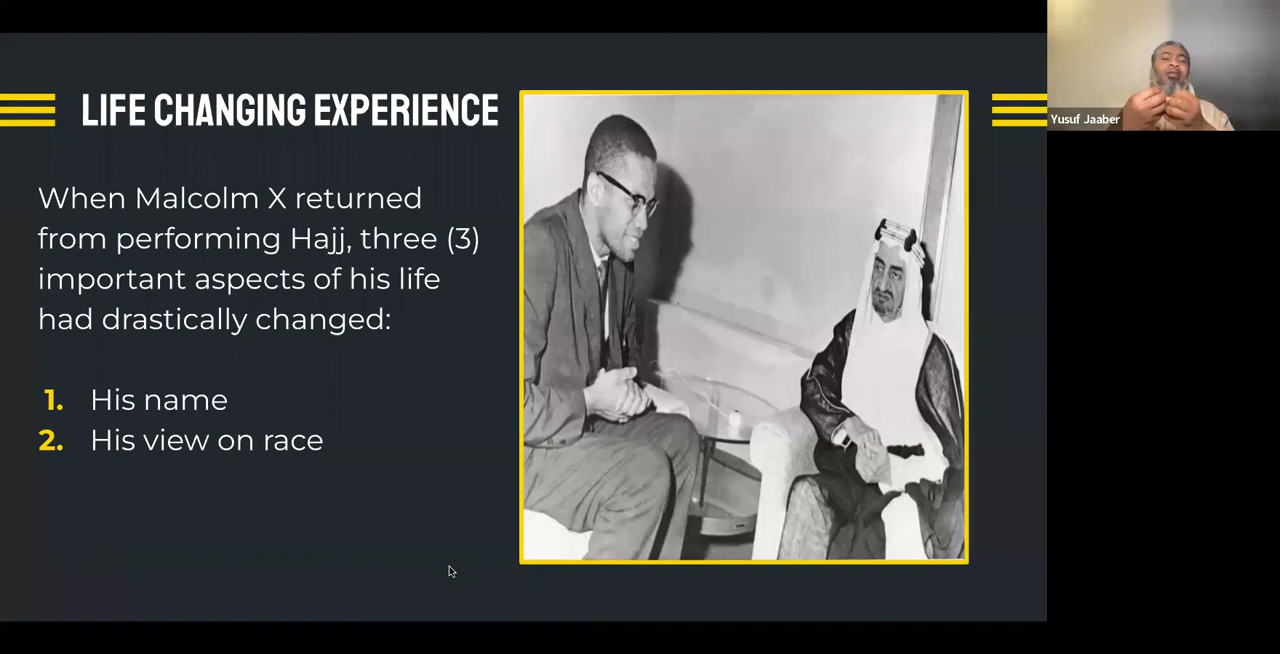 LIFE CHANGING EXPERIENCE
When Malcolm X returned
from performing Hajj, three (3)
important aspects of his life
had drastically changed:
1. His name
2. His view on race
Yusuf Jaaber